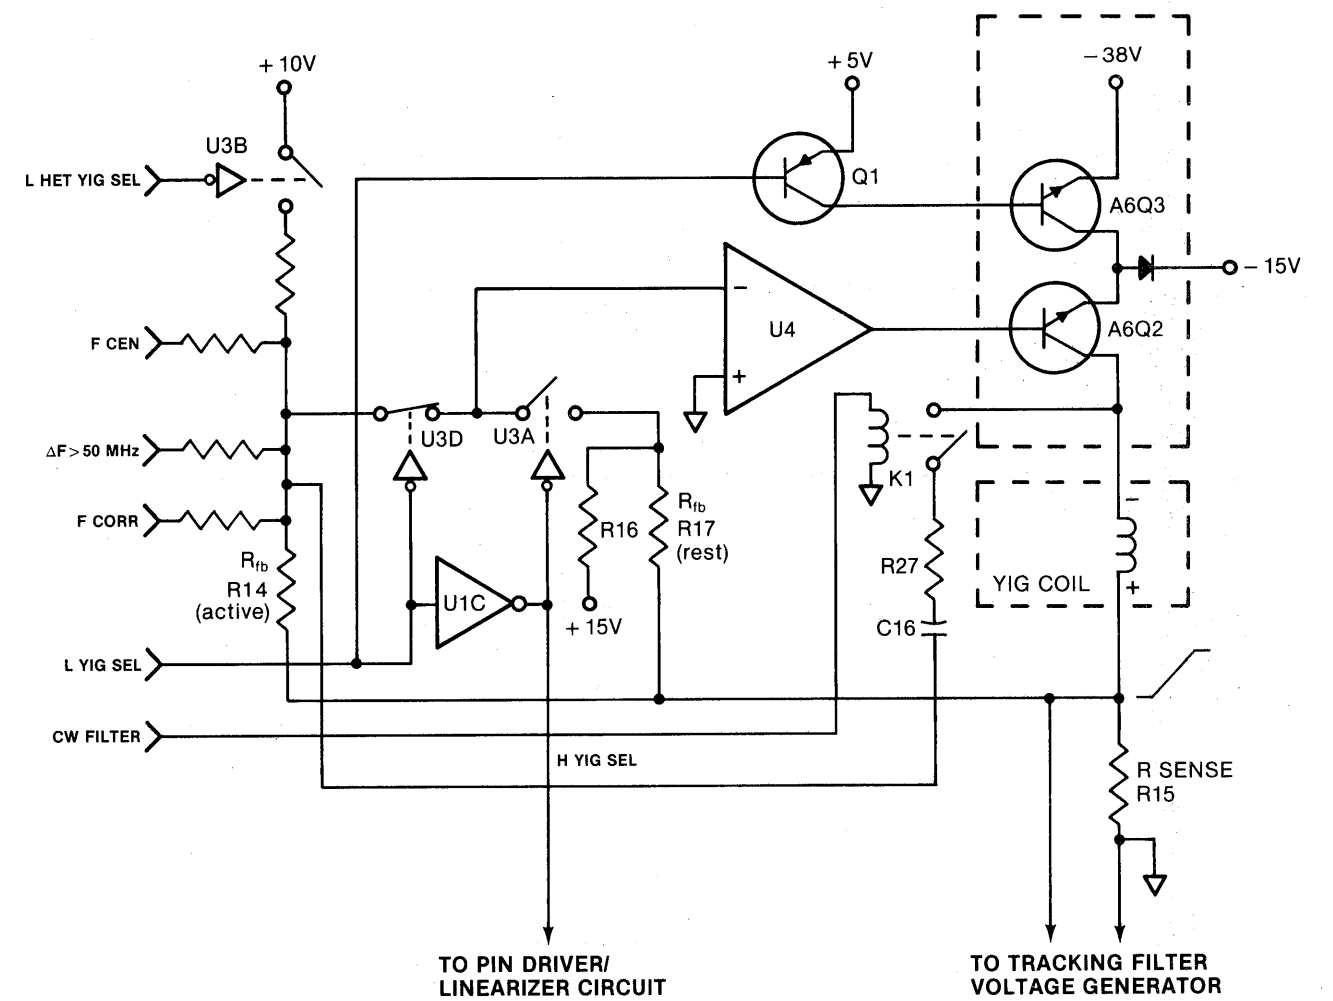 +10V
+5V
−38V
U3B
L HET YIG SEL
Q1
A6Q3
−15V
F CEN
−
U4
+
A6Q2
U3D
U3A
ΔF>50 MHz
K1
−
Rfb
R17
(rest)
R16
F CORR
Rfb
R14
(active)
R27
YIG COIL
+
U1C
+15V
C16
L YIG SEL
CW FILTER
H YIG SEL
R SENSE
R15
TO PIN DRIVER/
LINEARIZER CIRCUIT
TO TRACKING FILTER
VOLTAGE GENERATOR